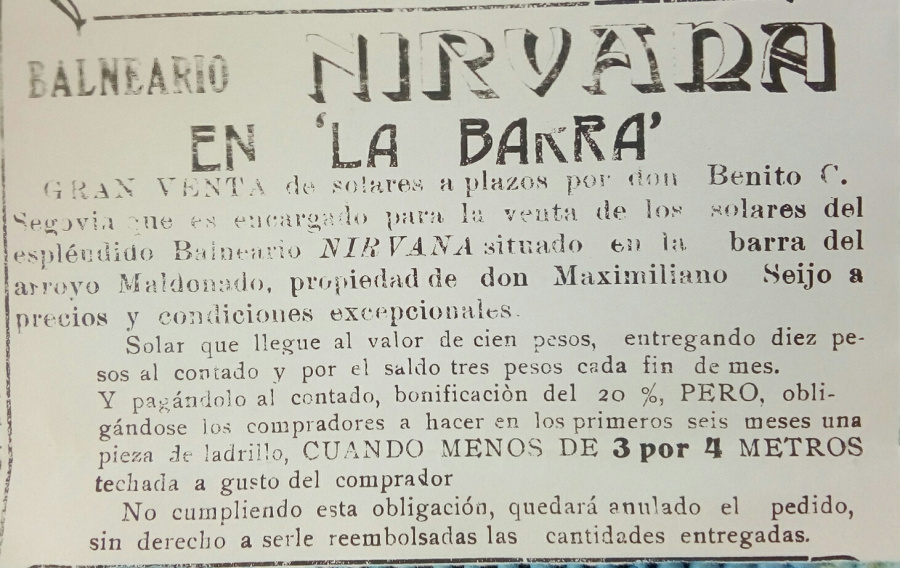 BALNEARIO NIRVANA
EN 'LA BARRA'
GRAN VENTA de solares a plazos por don Benito C.
Segovia que es encargado para la venta de los solares del
espléndido Balneario NIRVANA situado en la barra del
arroyo Maldonado, propiedad de don Maximiliano Seijo a
precios y condiciones excepcionales.
Solar que llegue al valor de cien pesos, entregando diez pe-
sos al contado y por el saldo tres pesos cada fin de mes.
Y pagándolo al contado, bonificaciòn del 20 %, PERO, obli-
gándose los compradores a hacer en los primeros seis meses una
pieza de ladrillo, CUANDO MENOS DE 3 por 4 METROS
techada a gusto del comprador
No cumpliendo esta obligación, quedará anulado el pedido,
sin derecho a serle reembolsadas las cantidades entregadas.